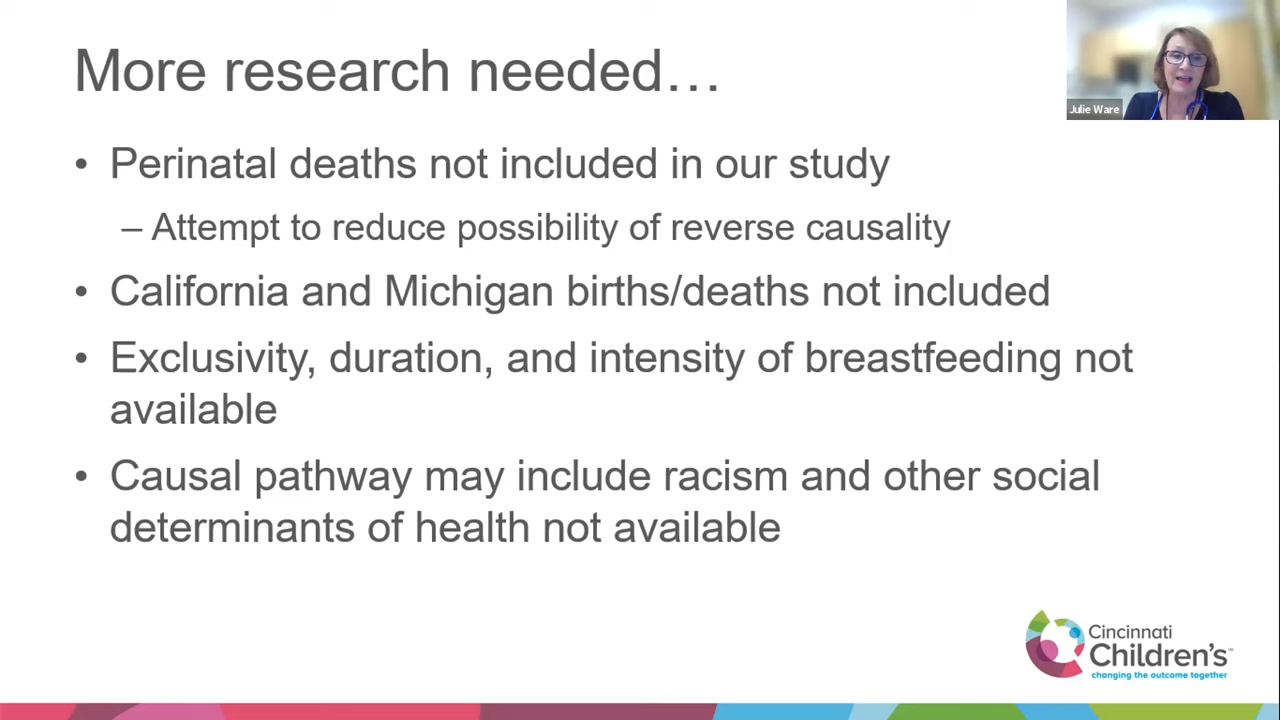 More research needed…
Julie Ware
• Perinatal deaths not included in our study
– Attempt to reduce possibility of reverse causality
• California and Michigan births/deaths not included
• Exclusivity, duration, and intensity of breastfeeding not
available
• Causal pathway may include racism and other social
determinants of health not available
Cincinnati
Children's™
changing the outcome together